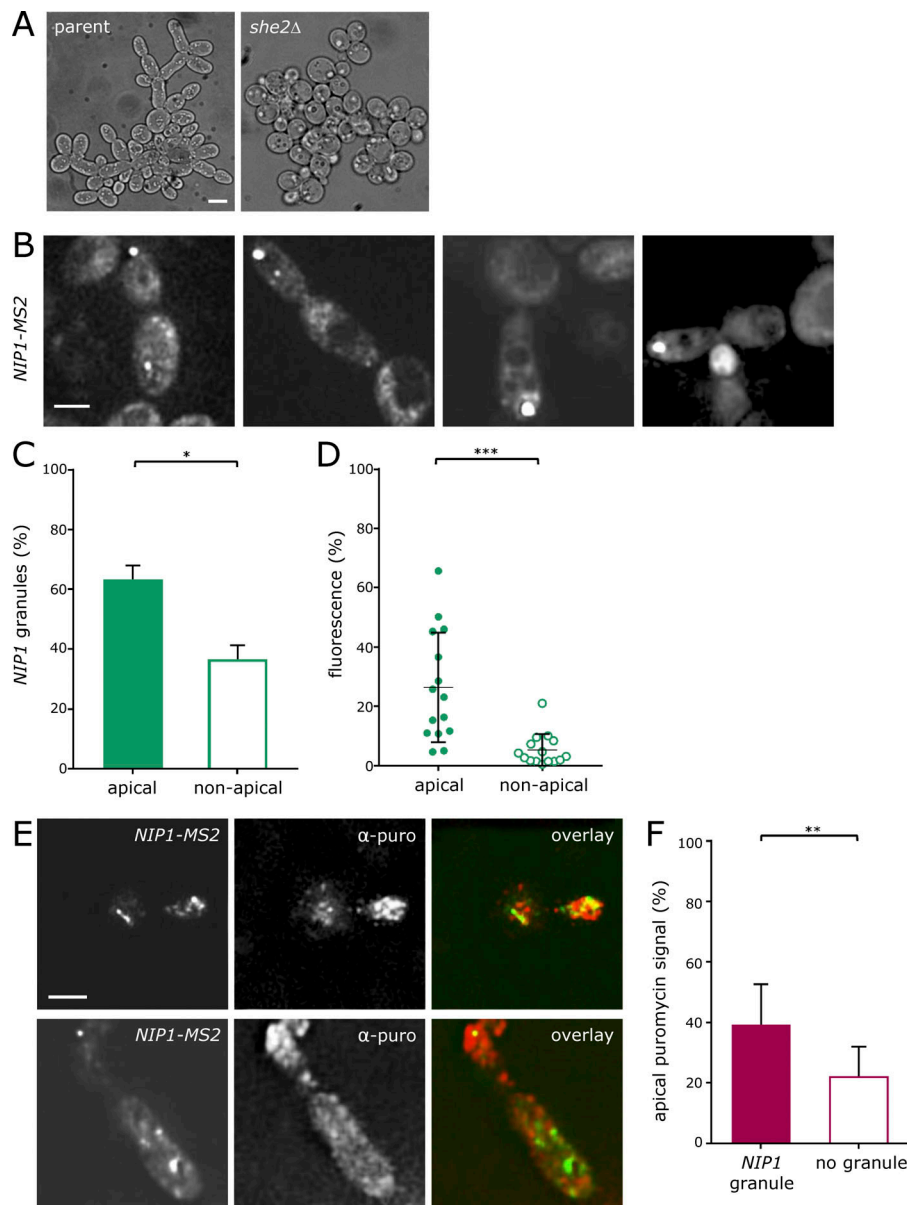 A
parent
she2Δ
B
NIP1-MS2
C
*
NIP1 granules (%)
100
80
60
40
20
0
apical
non-apical
D
***
fluorescence (%)
100
80
60
40
20
0
apical
non-apical
E
NIP1-MS2
α-puro
overlay
NIP1-MS2
α-puro
overlay
F
**
apical puromycin signal (%)
100
80
60
40
20
0
NIP1
granule
no granule